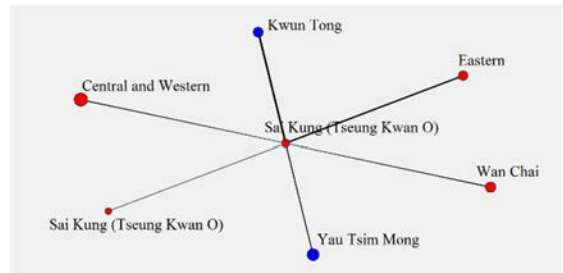 Kwun Tong
Eastern
Central and Western
Sai Kung (Tseung Kwan O)
Wan Chai
Sai Kung (Tseung Kwan O)
Yau Tsim Mong